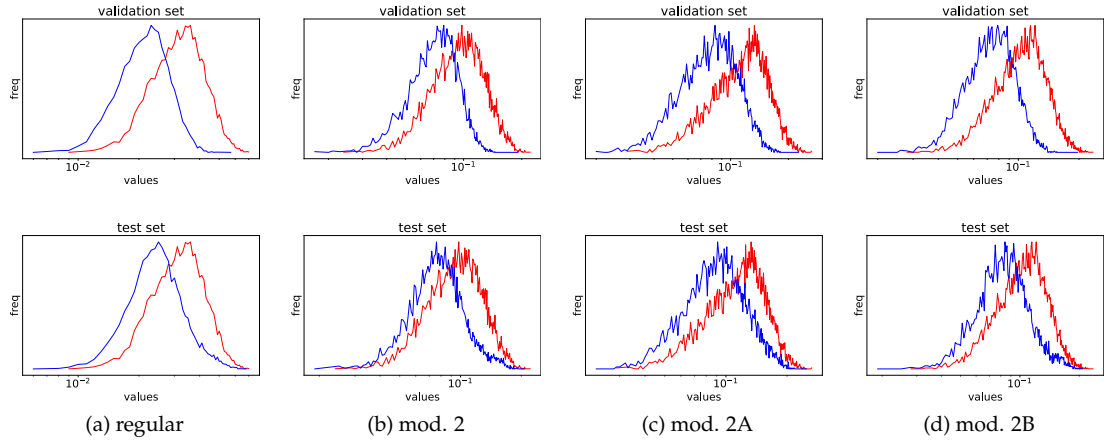 validation set
freq
10⁻²
values
validation set
freq
10⁻¹
values
validation set
freq
10⁻¹
values
validation set
freq
10⁻¹
values
test set
freq
10⁻²
values
test set
freq
10⁻¹
values
test set
freq
10⁻¹
values
test set
freq
10⁻¹
values
(a) regular
(b) mod. 2
(c) mod. 2A
(d) mod. 2B